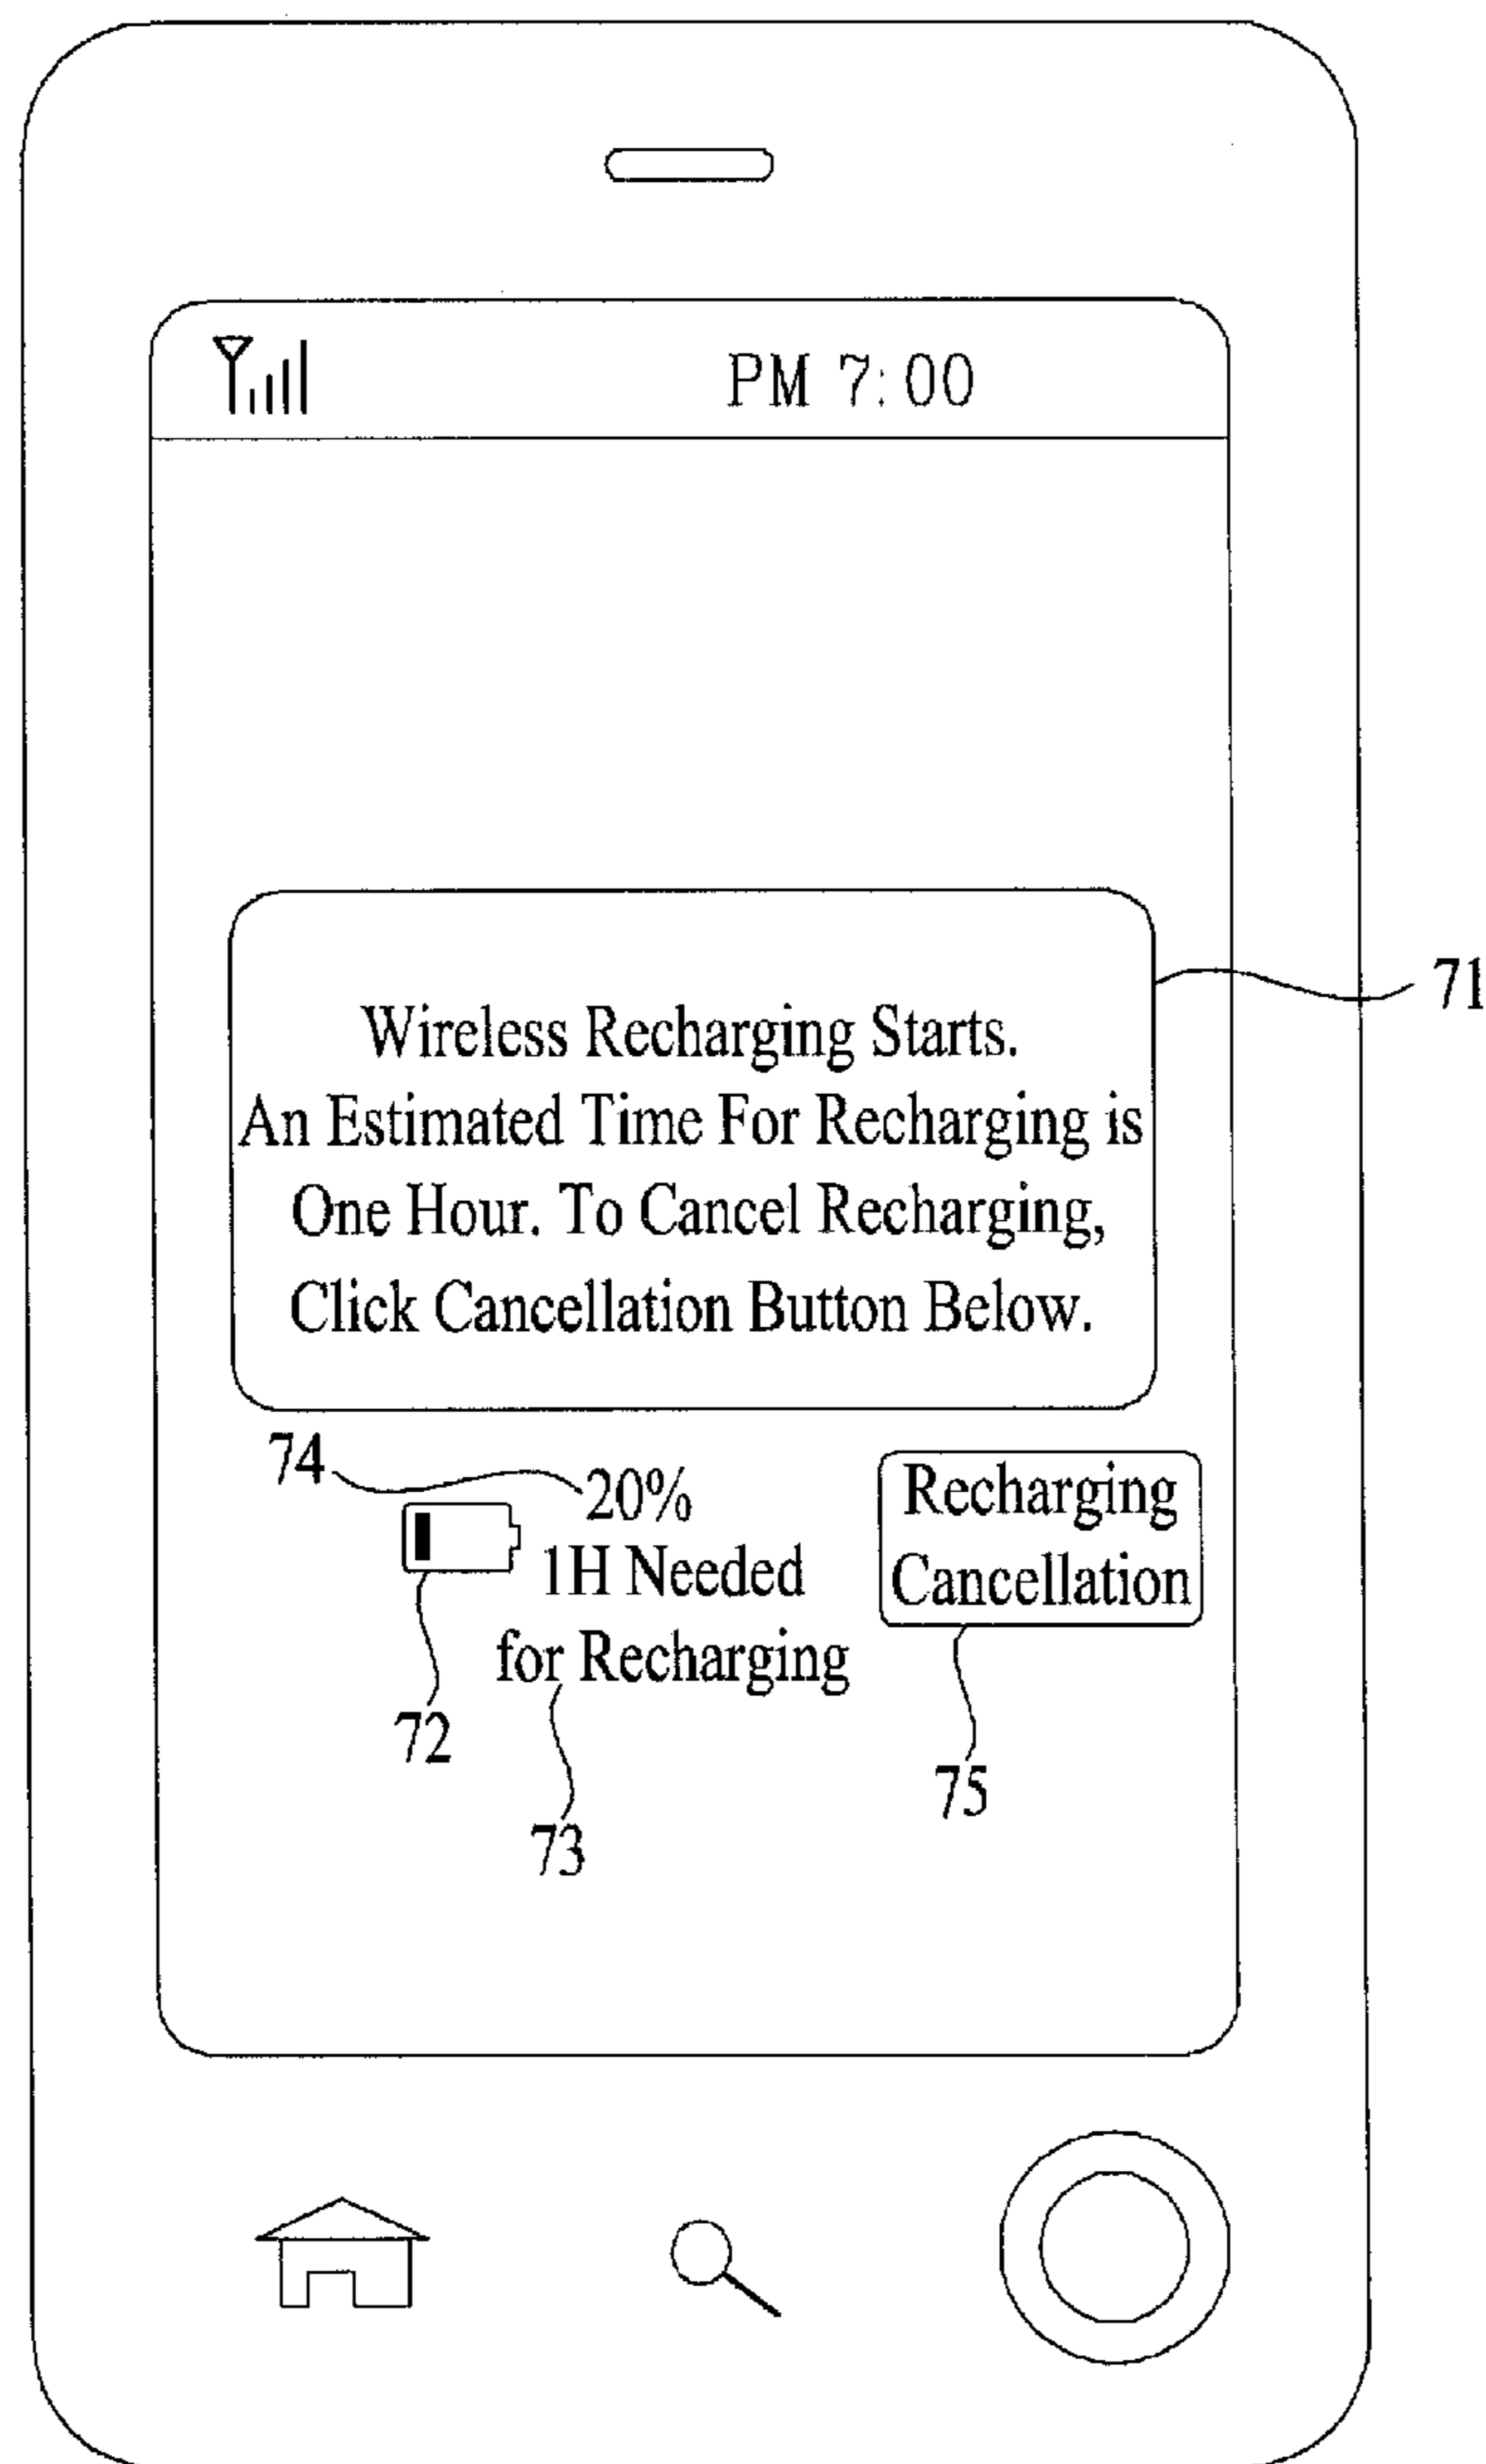 PM 7:00
71
Wireless Recharging Starts.
An Estimated Time For Recharging is
One Hour. To Cancel Recharging,
Click Cancellation Button Below.
74
20%
1H Needed
for Recharging
Recharging
Cancellation
72
73
75